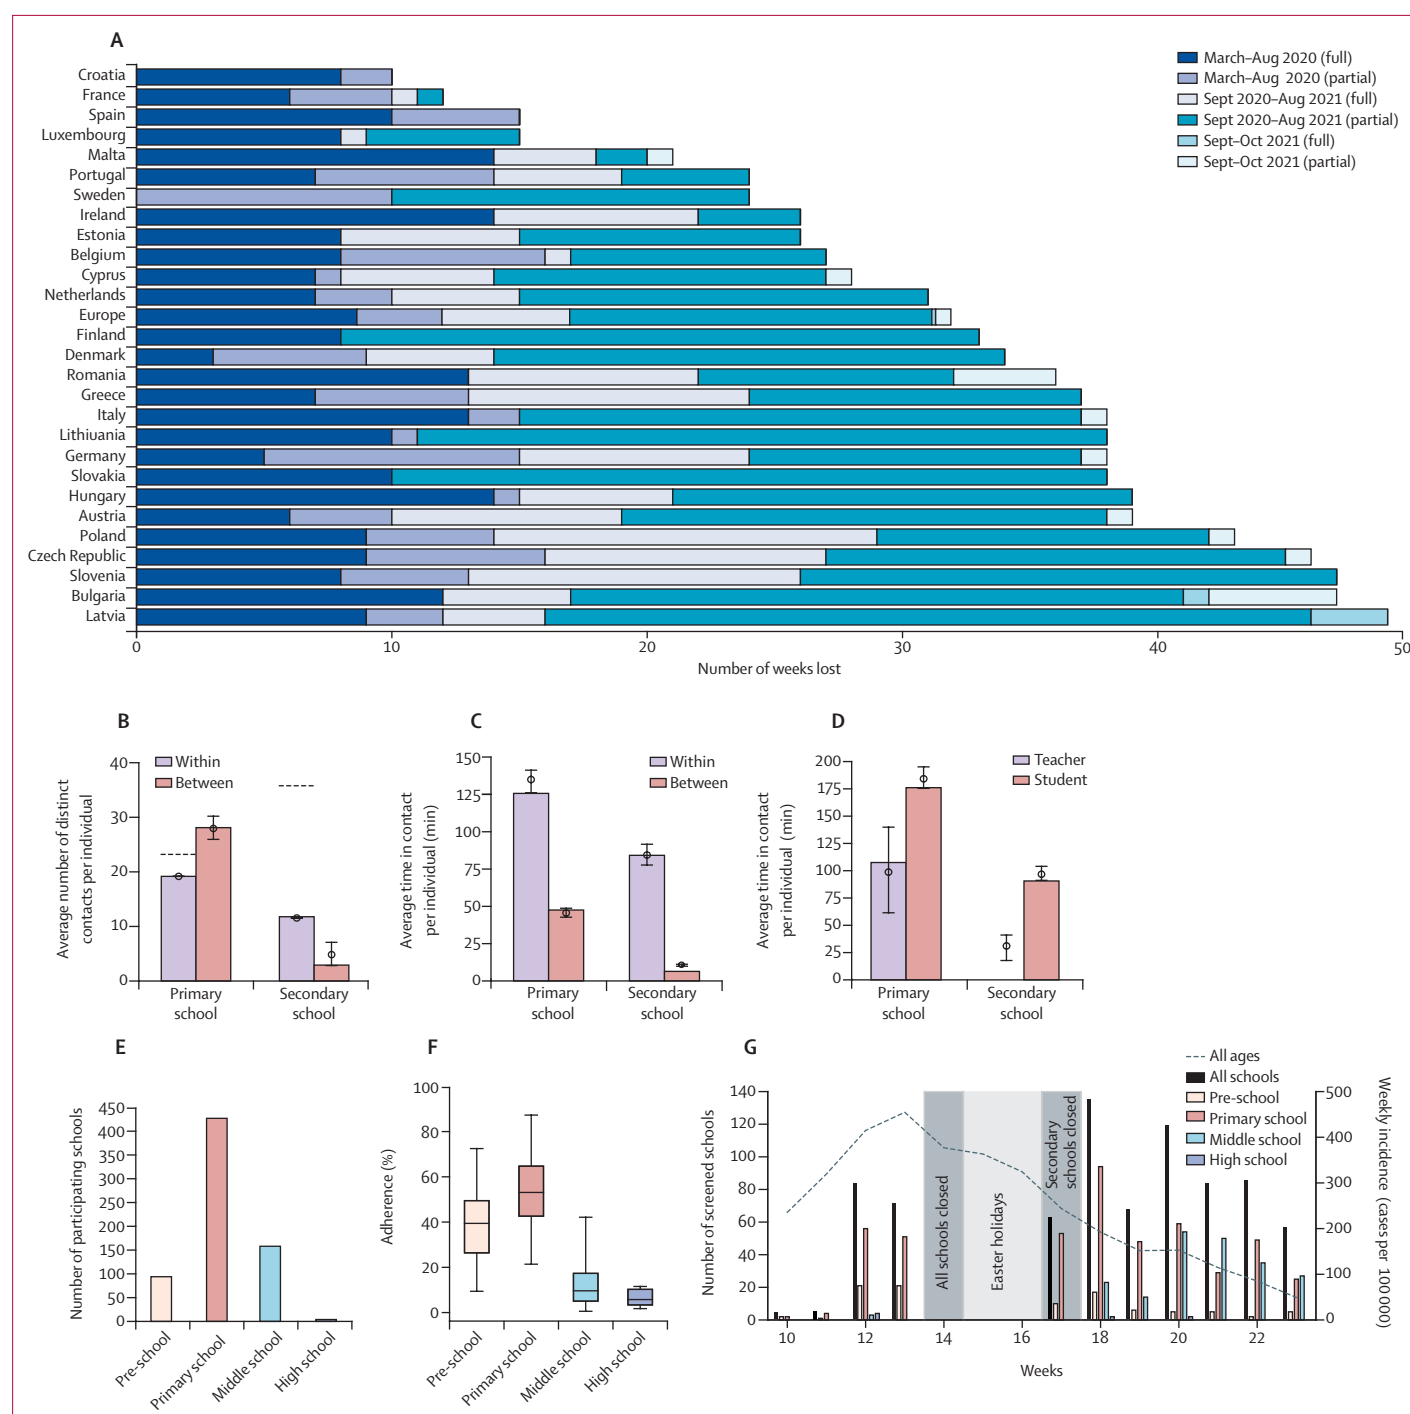 A
March–Aug 2020 (full)
March–Aug 2020 (partial)
Sept 2020–Aug 2021 (full)
Sept 2020–Aug 2021 (partial)
Sept–Oct 2021 (full)
Sept–Oct 2021 (partial)
Croatia
France
Spain
Luxembourg
Malta
Portugal
Sweden
Ireland
Estonia
Belgium
Cyprus
Netherlands
Europe
Finland
Denmark
Romania
Greece
Italy
Lithiuania
Germany
Slovakia
Hungary
Austria
Poland
Czech Republic
Slovenia
Bulgaria
Latvia
0 10 20 30 40 50
Number of weeks lost
B
Average number of distinct
contacts per individual
40
30
20
10
0
Within
Between
Primary
school
Secondary
school
C
Average time in contact
per individual (min)
150
125
100
75
50
25
0
Within
Between
Primary
school
Secondary
school
D
Average time in contact
per individual (min)
200
175
150
125
100
75
50
25
0
Teacher
Student
Primary
school
Secondary
school
E
Number of participating schools
450
400
350
300
250
200
150
100
50
0
Pre-school
Primary school
Middle school
High school
F
Adherence (%)
100
80
60
40
20
0
Pre-school
Primary school
Middle school
High school
G
All ages
All schools
Pre-school
Primary school
Middle school
High school
Number of screened schools
140
120
100
80
60
40
20
0
All schools closed
Easter holidays
Secondary
schools closed
500
400
300
200
100
0
Weekly incidence (cases per 100 000)
10 12 14 16 18 20 22
Weeks